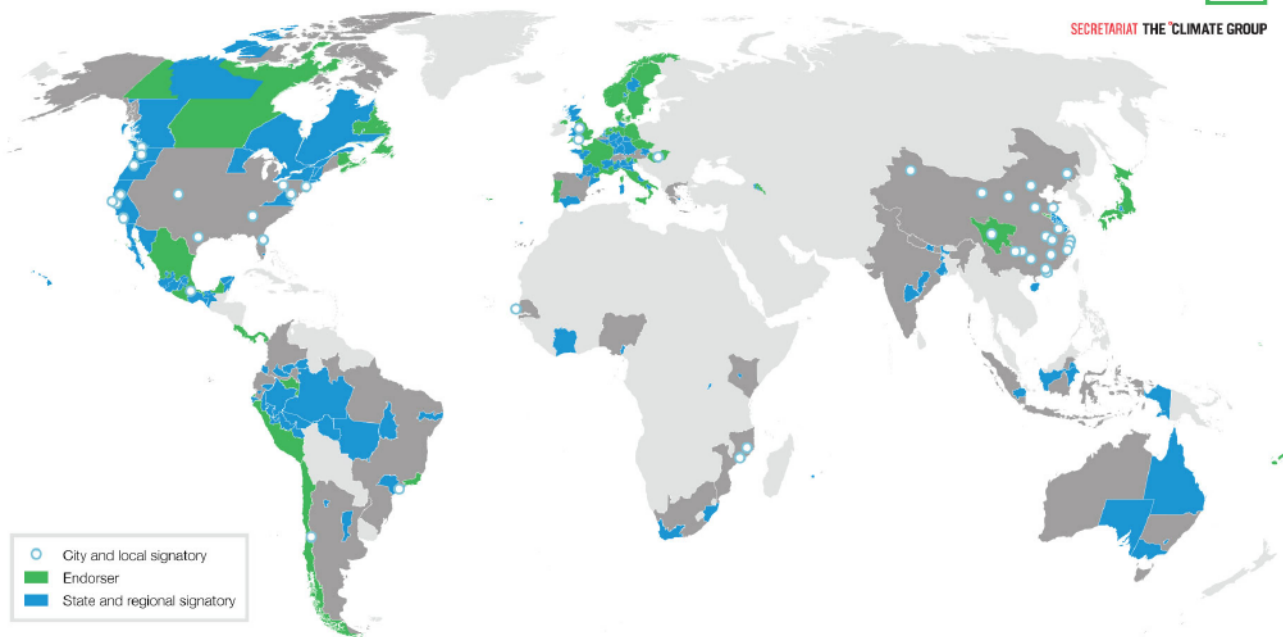 SECRETARIAT THE °CLIMATE GROUP
City and local signatory
Endorser
State and regional signatory